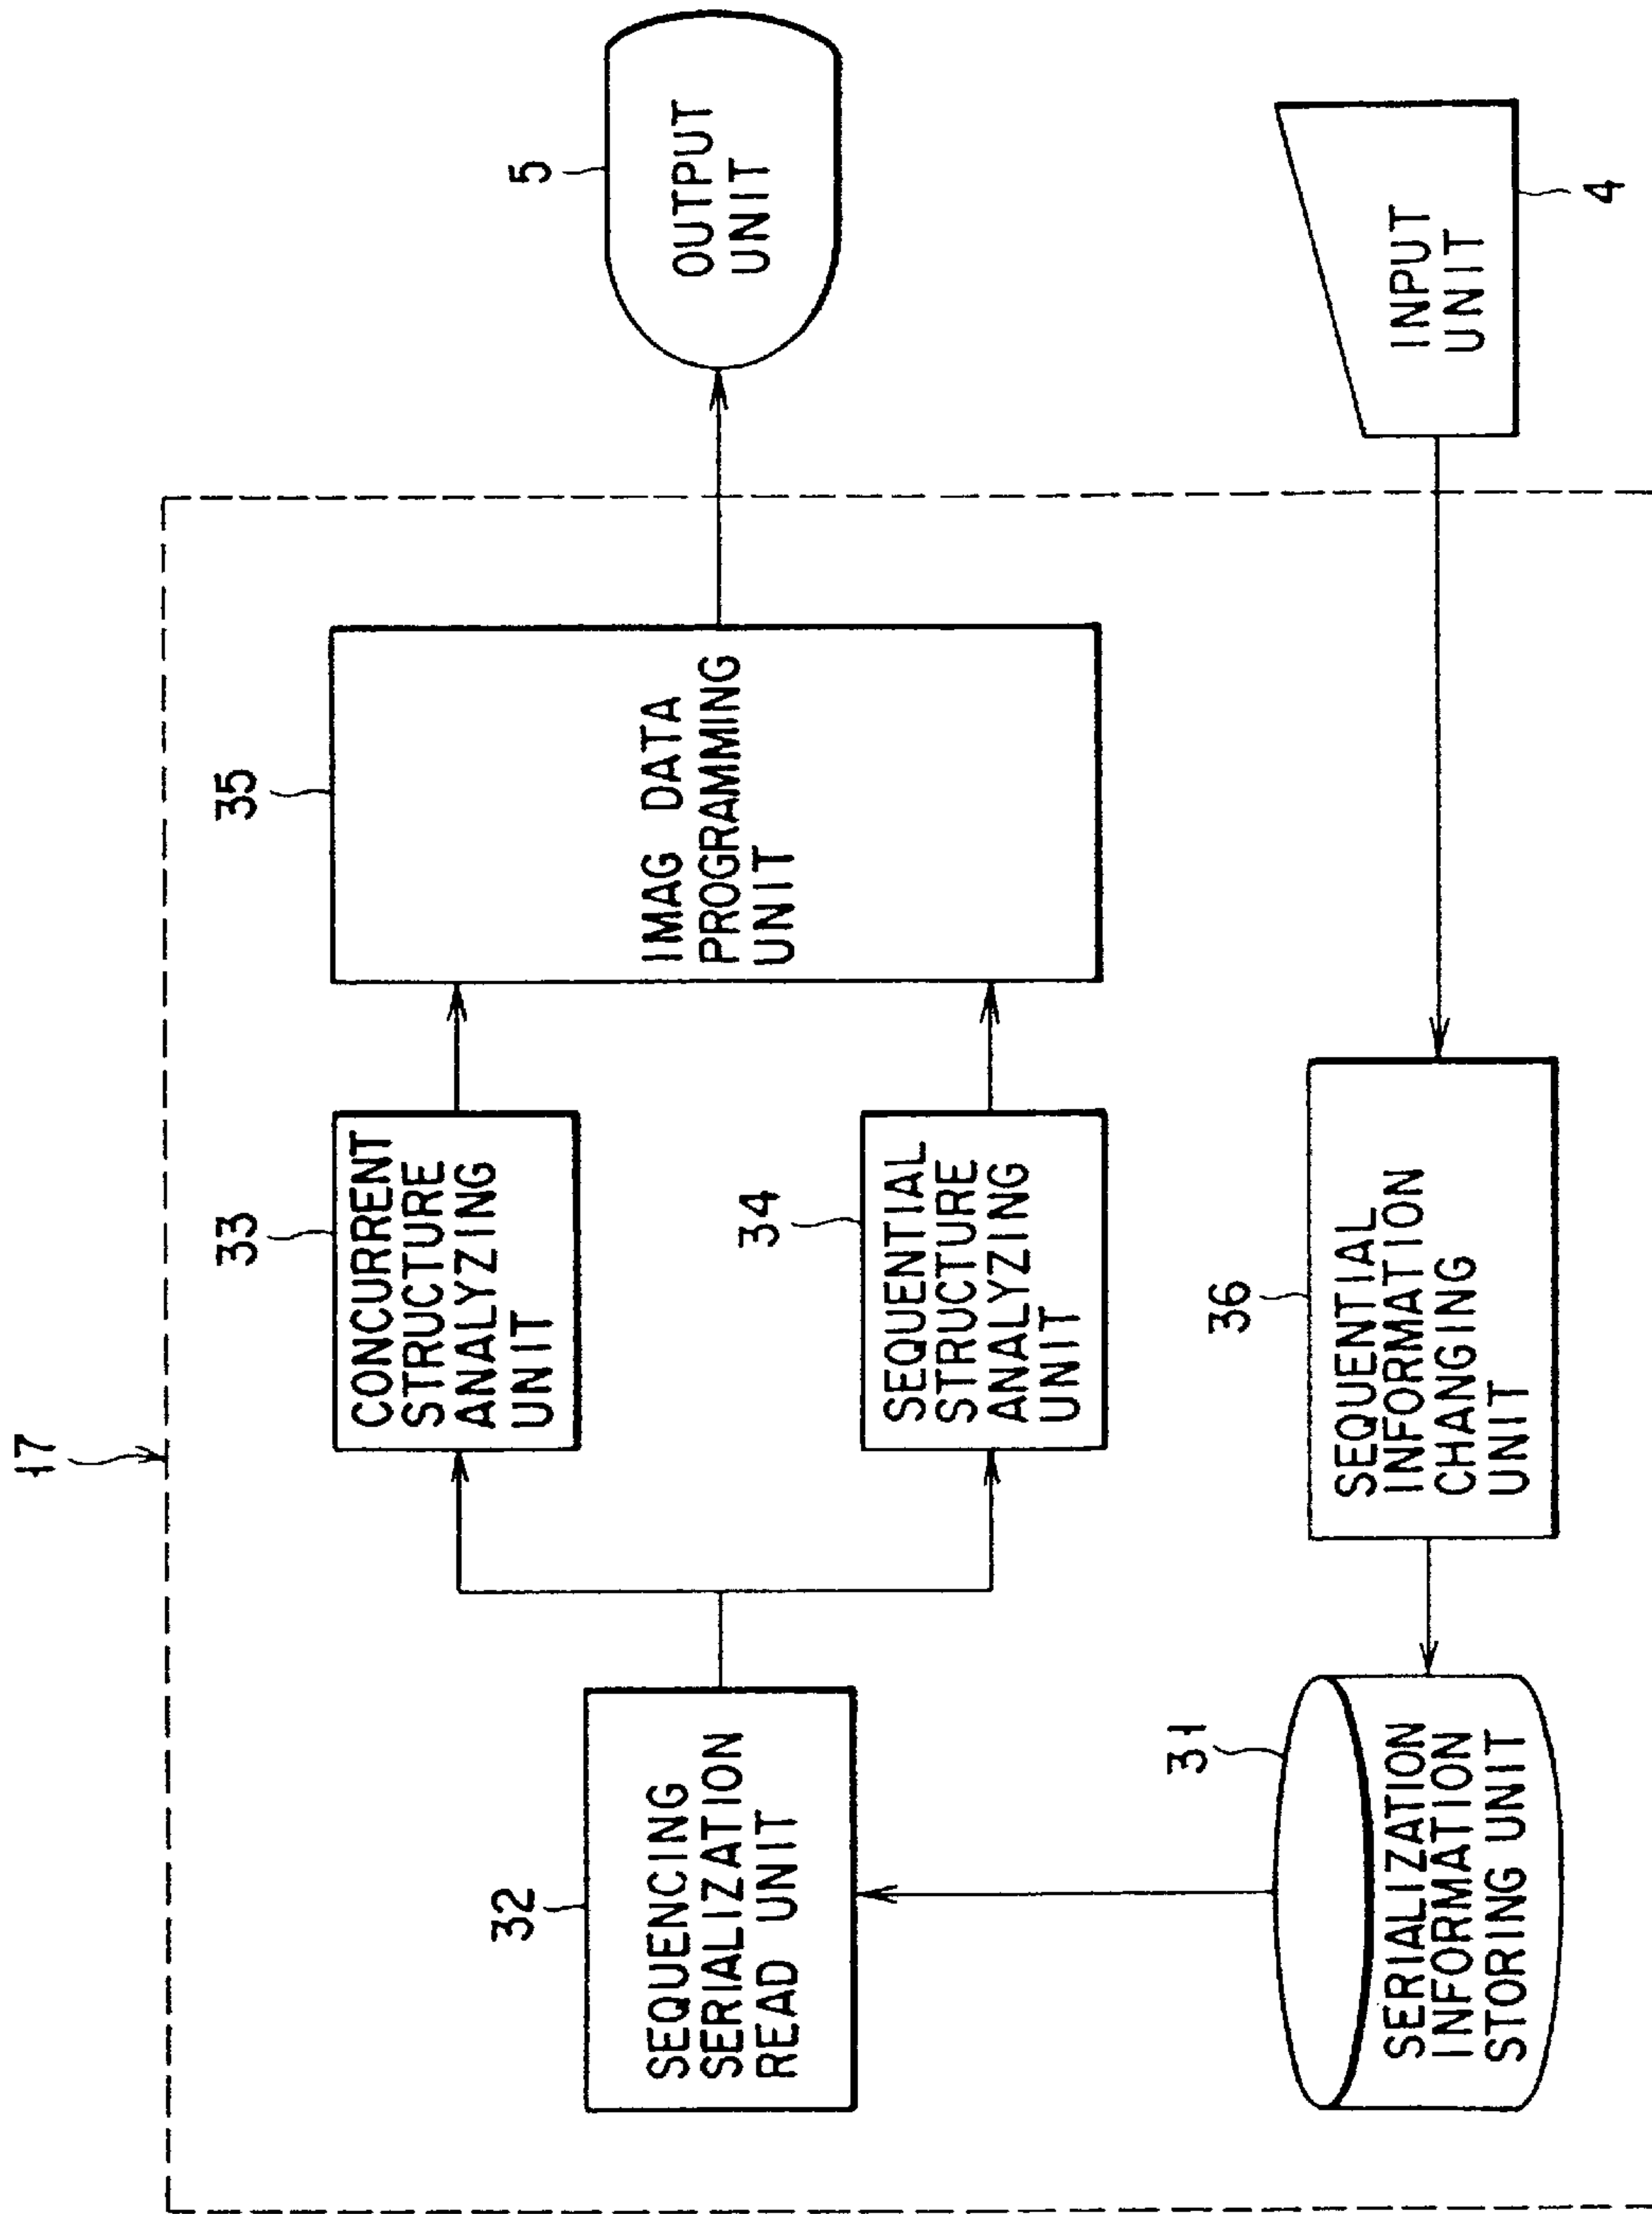 17
32
SEQUENCING
SERIALIZATION
READ UNIT
33
CONCURRENT
STRUCTURE
ANALYZING
UNIT
35
IMAG DATA
PROGRAMMING
UNIT
5
OUTPUT
UNIT
34
SEQUENTIAL
STRUCTURE
ANALYZING
UNIT
31
SERIALIZATION
INFORMATION
STORING UNIT
36
SEQUENTIAL
INFORMATION
CHANGING
UNIT
INPUT
UNIT
4